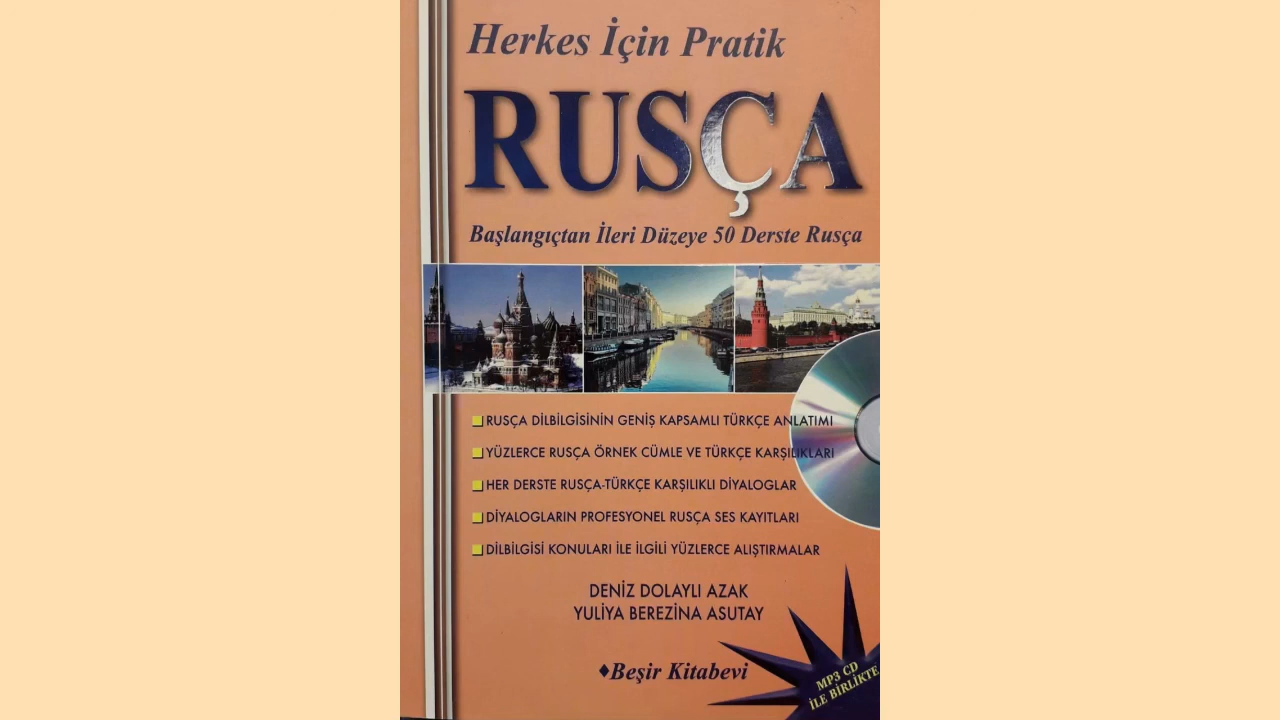 Herkes İçin Pratik
RUSÇA
Başlangıçtan İleri Düzeye 50 Derste Rusça
RUSÇA DİLBİLGİSİNİN GENİŞ KAPSAMLI TÜRKÇE ANLATIMI
YÜZLERCE RUSÇA ÖRNEK CÜMLE VE TÜRKÇE KARŞILIKLARI
HER DERSTE RUSÇA-TÜRKÇE KARŞILIKLI DİYALOGLAR
DİYALOGLARIN PROFESYONEL RUSÇA SES KAYITLARI
DİLBİLGİSİ KONULARI İLE İLGİLİ YÜZLERCE ALIŞTIRMALAR
DENİZ DOLAYLI AZAK
YULİYA BEREZİNA ASUTAY
♦Beşir Kitabevi
MP3 CD
İLE BİRLİKTE